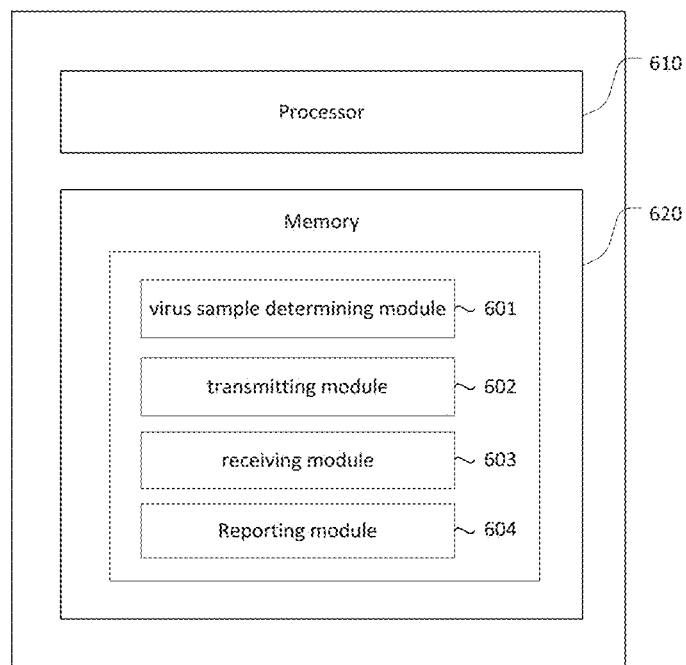 Processor
610
Memory
620
virus sample determining module
601
transmitting module
602
receiving module
603
Reporting module
604